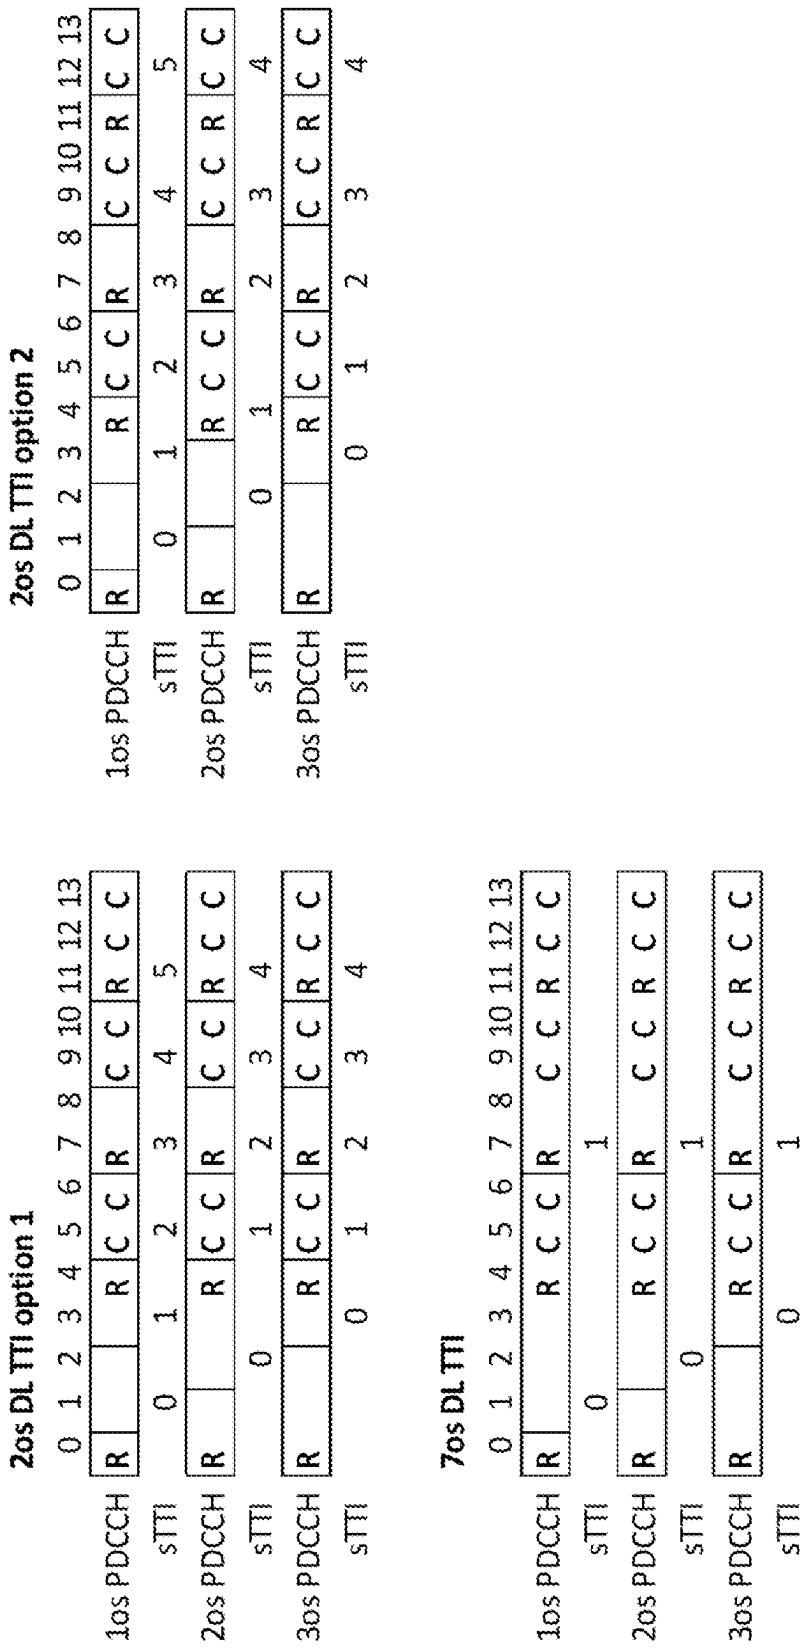 2os DL TTI option 1
0 1 2 3 4 5 6 7 8 9 10 11 12 13
1os PDCCH R R C C R C C R C C
sTTI 0 1 2 3 4 5
2os PDCCH R R C C R C C R C C
sTTI 0 1 2 3 4
3os PDCCH R R C C R C C R C C
sTTI 0 1 2 3 4
2os DL TTI option 2
0 1 2 3 4 5 6 7 8 9 10 11 12 13
1os PDCCH R R C C R C C R C C
sTTI 0 1 2 3 4 5
2os PDCCH R R C C R C C R C C
sTTI 0 1 2 3 4
3os PDCCH R R C C R C C R C C
sTTI 0 1 2 3 4
7os DL TTI
0 1 2 3 4 5 6 7 8 9 10 11 12 13
1os PDCCH R R C C R C C R C C
sTTI 0 1
2os PDCCH R R C C R C C R C C
sTTI 0 1
3os PDCCH R R C C R C C R C C
sTTI 0 1